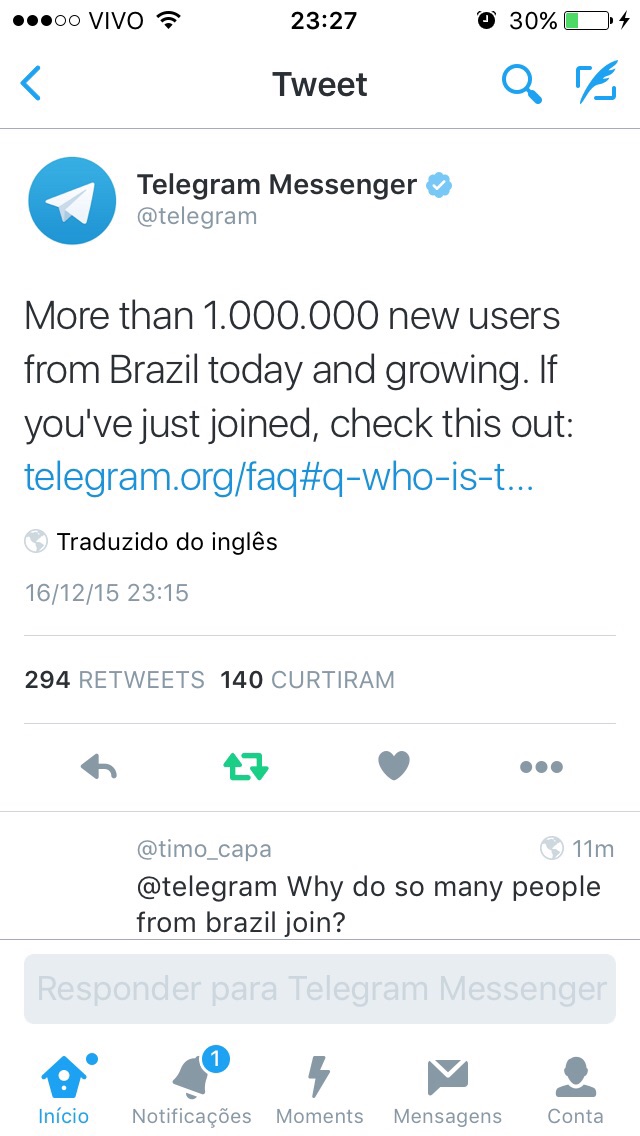 VIVO 23:27 30%
Tweet
Telegram Messenger
@telegram
More than 1.000.000 new users
from Brazil today and growing. If
you've just joined, check this out:
telegram.org/faq#q-who-is-t...
Traduzido do inglês
16/12/15 23:15
294 RETWEETS 140 CURTIRAM
@timo_capa 11m
@telegram Why do so many people
from brazil join?
Responder para Telegram Messenger
1
Início Notificações Moments Mensagens Conta